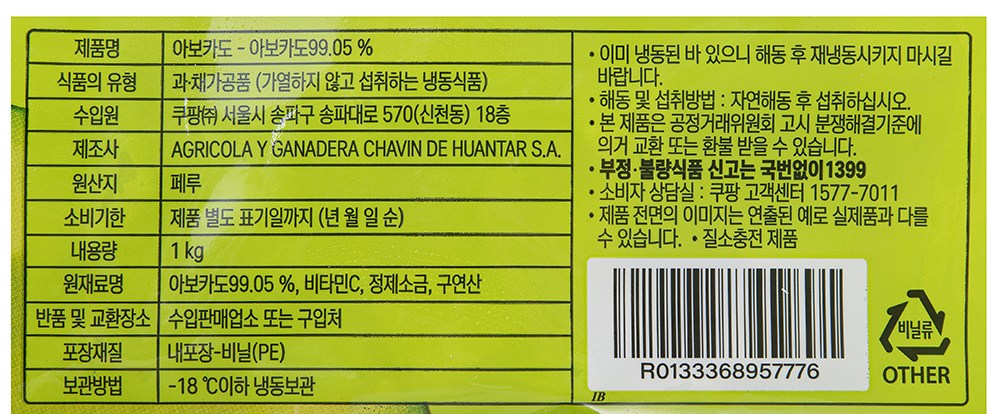 제품명 아보카도 - 아보카도99.05 %
식품의 유형 과·채가공품 (가열하지 않고 섭취하는 냉동식품)
수입원 쿠팡㈜ 서울시 송파구 송파대로 570(신천동) 18층
제조사 AGRICOLA Y GANADERA CHAVIN DE HUANTAR S.A.
원산지 페루
소비기한 제품 별도 표기일까지 (년 월 일 순)
내용량 1 kg
원재료명 아보카도99.05 %, 비타민C, 정제소금, 구연산
반품 및 교환장소 수입판매업소 또는 구입처
포장재질 내포장-비닐(PE)
보관방법 -18 ℃이하 냉동보관
• 이미 냉동된 바 있으니 해동 후 재냉동시키지 마시길
바랍니다.
• 해동 및 섭취방법 : 자연해동 후 섭취하십시오.
• 본 제품은 공정거래위원회 고시 분쟁해결기준에
의거 교환 또는 환불 받을 수 있습니다.
• 부정·불량식품 신고는 국번없이1399
• 소비자 상담실 : 쿠팡 고객센터 1577-7011
• 제품 전면의 이미지는 연출된 예로 실제품과 다를
수 있습니다. • 질소충전 제품
R0133368957776
비닐류
OTHER
IB